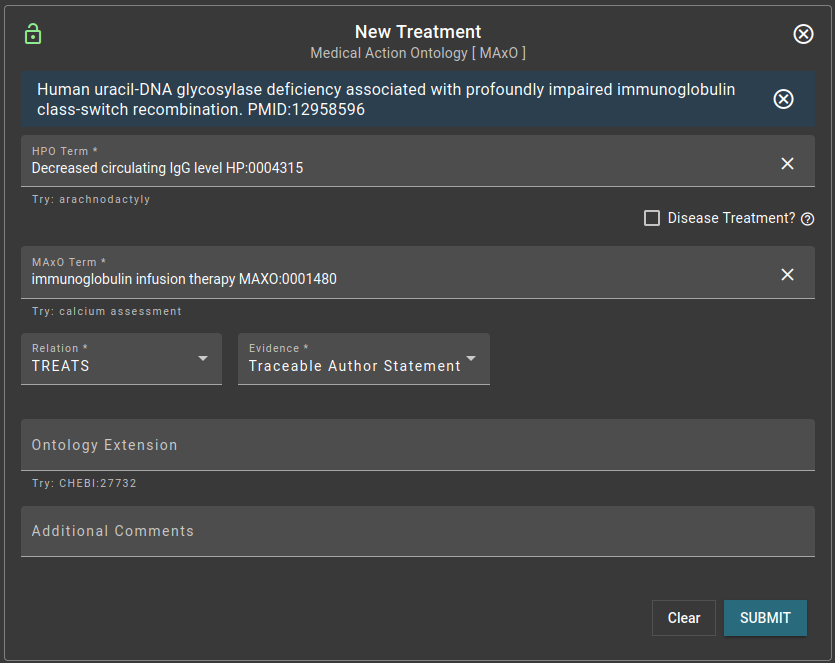 New Treatment
Medical Action Ontology [ MAxO ]
Human uracil-DNA glycosylase deficiency associated with profoundly impaired immunoglobulin
class-switch recombination. PMID:12958596
HPO Term *
Decreased circulating IgG level HP:0004315
Try: arachnodactyly
Disease Treatment?
MAxO Term *
immunoglobulin infusion therapy MAXO:0001480
Try: calcium assessment
Relation *
TREATS
Evidence *
Traceable Author Statement
Ontology Extension
Try: CHEBI:27732
Additional Comments
Clear
SUBMIT